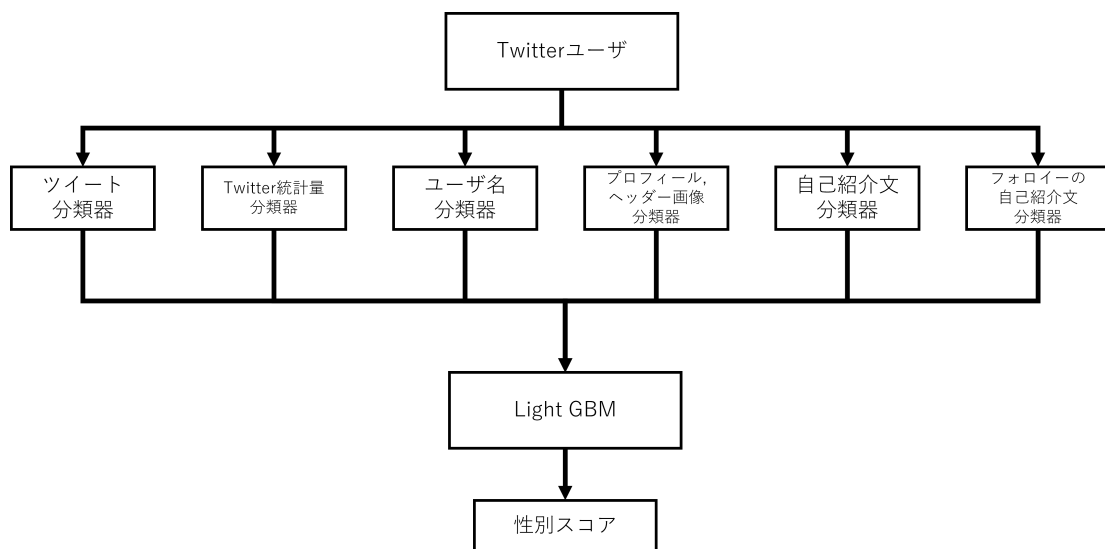 Twitterユーザ
ツイート
分類器
Twitter統計量
分類器
ユーザ名
分類器
プロフィール,
ヘッダー画像
分類器
自己紹介文
分類器
フォロイーの
自己紹介文
分類器
Light GBM
性別スコア